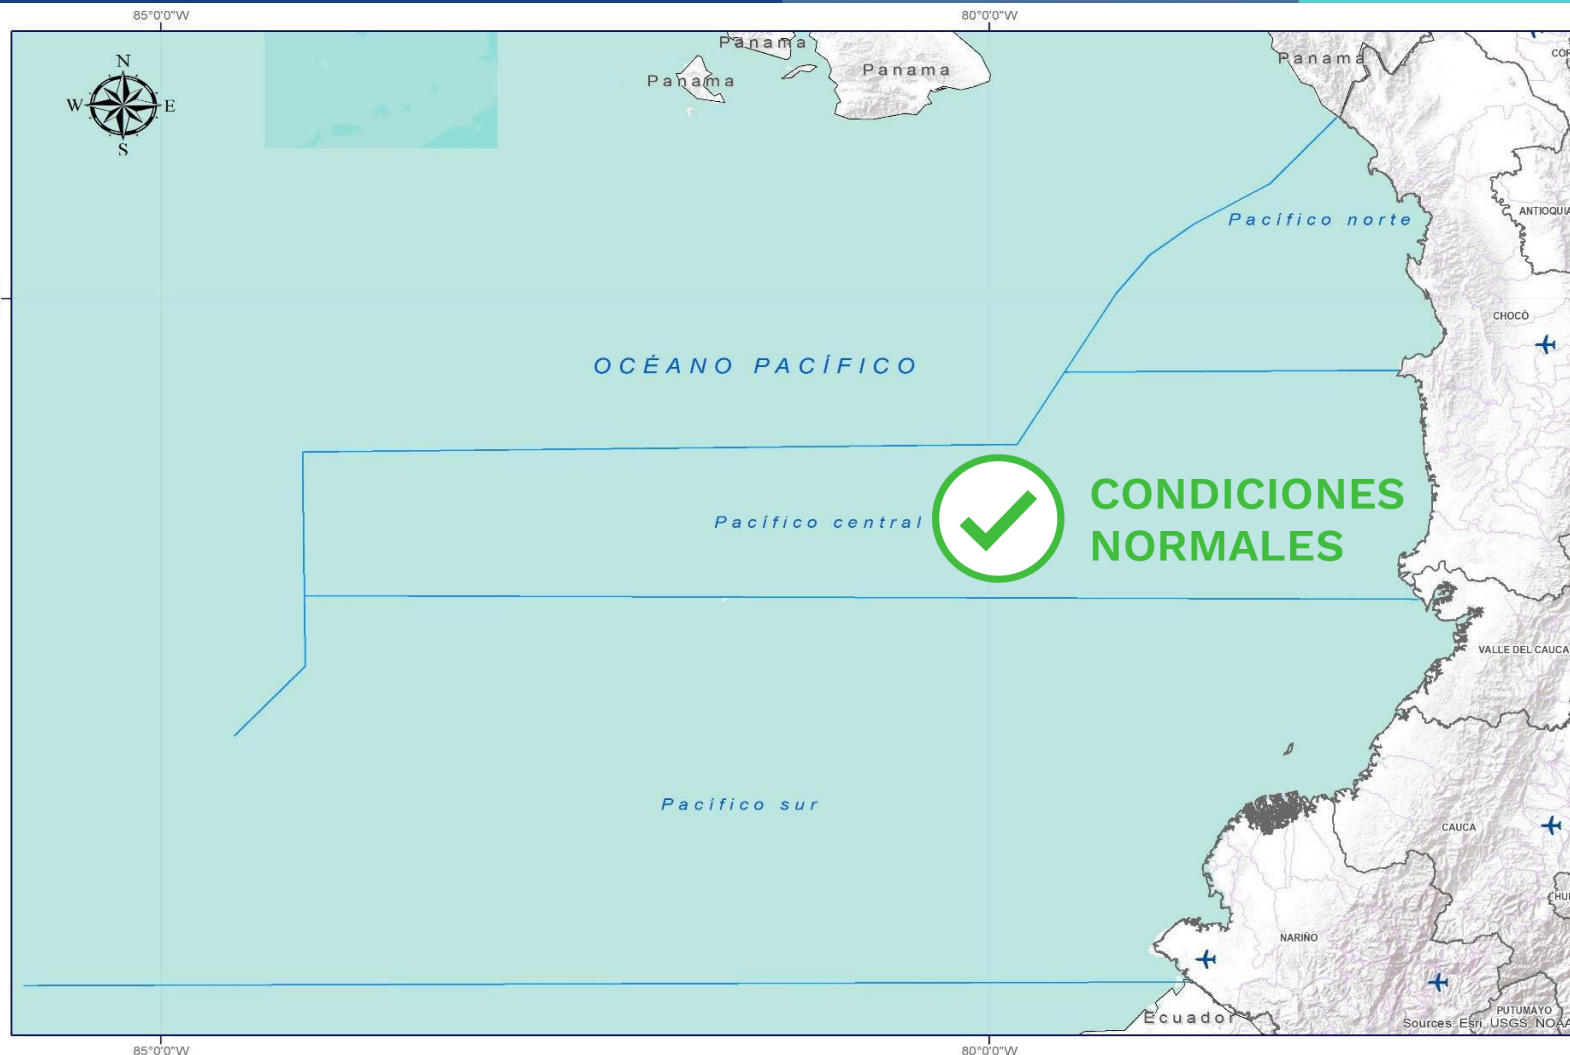 85°0'0"W
80°0'0"W
N
W
E
S
Panama
Panama
Panama
Panama
ANTIOQUIA
Pacífico norte
CHOCÓ
OCÉANO PACÍFICO
CONDICIONES
NORMALES
Pacífico central
VALLE DEL CAUCA
Pacífico sur
CAUCA
NARIÑO
PUTUMAYO
Ecuador
Sources: Esri, USGS, NOAA
85°0'0"W
80°0'0"W